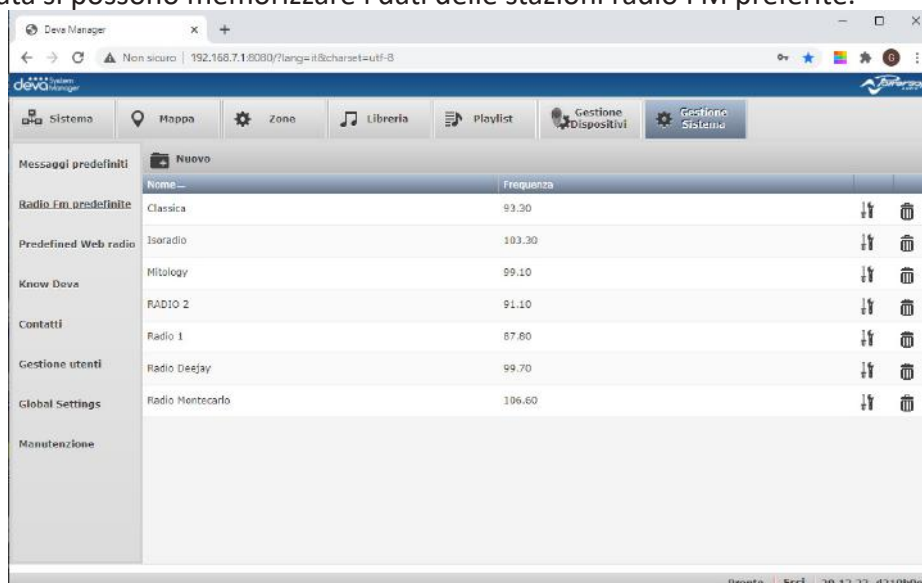 ata si possono memorizzare i dati delle stazioni radio FM preferite.
Deva Manager
Non sicuro | 192.168.7.1:8080/?lang=it&charset=utf-8
G
deva System Manager
Sistema
Mappa
Zone
Libreria
Playlist
Gestione Dispositivi
Gestione Sistema
Messaggi predefiniti
Radio Fm predefinite
Predefined Web radio
Know Deva
Contatti
Gestione utenti
Global Settings
Manutenzione
Nuovo
Nome Frequenza
Classica 93.30
Isoradio 103.30
Mitology 99.10
RADIO 2 91.10
Radio 1 87.80
Radio Deejay 99.70
Radio Montecarlo 106.60
Pronto Esci